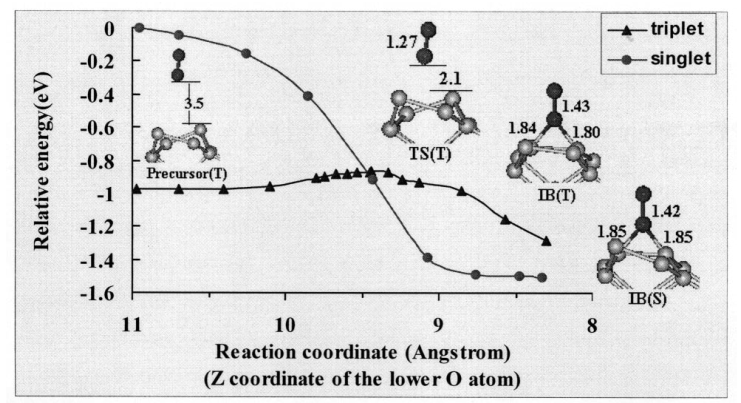 triplet
singlet
Relative energy(eV)
0
-0.2
-0.4
-0.6
-0.8
-1
-1.2
-1.4
-1.6
11
10
9
8
3.5
Precursor(T)
1.27
2.1
TS(T)
1.43
1.84
1.80
IB(T)
1.42
1.85
1.85
IB(S)
Reaction coordinate (Angstrom)
(Z coordinate of the lower O atom)